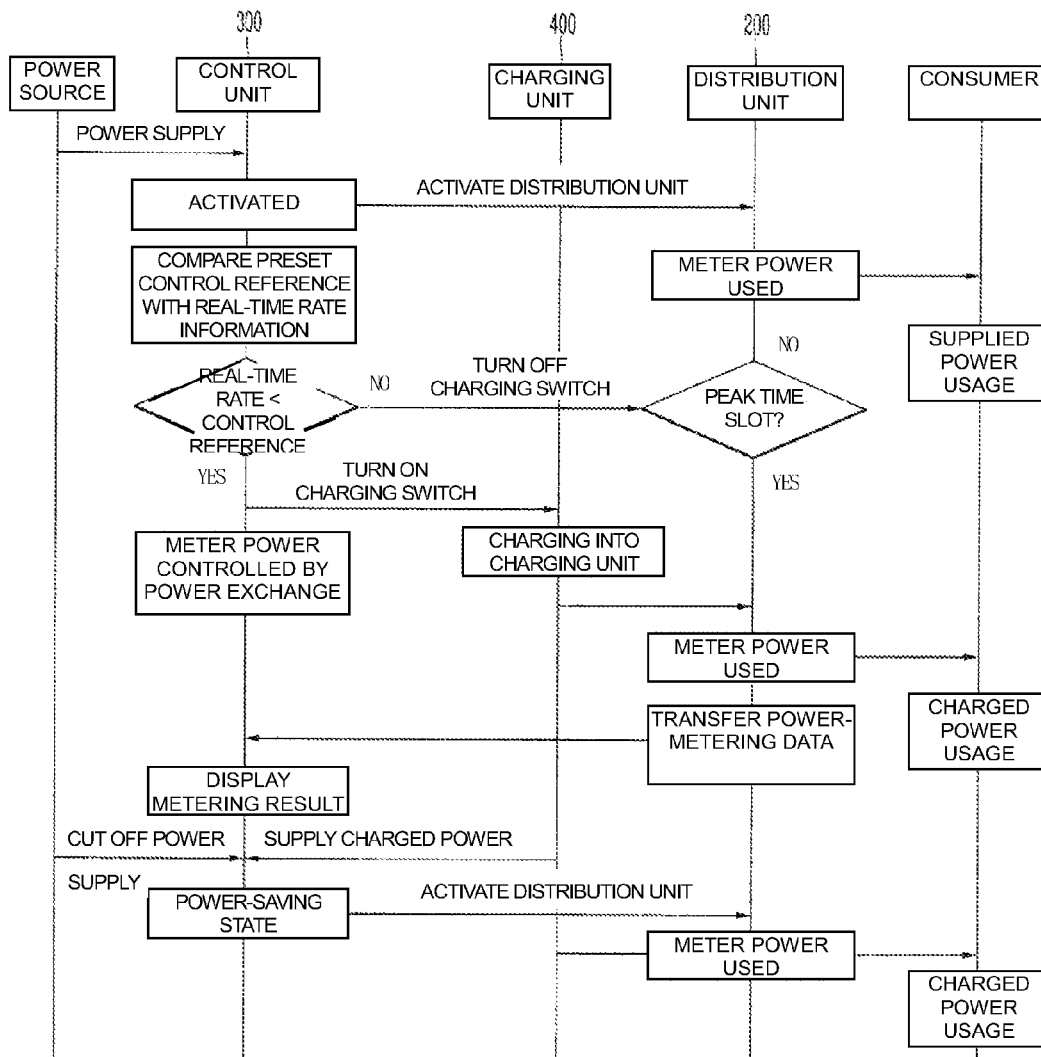 300
400
200
POWER
SOURCE
CONTROL
UNIT
CHARGING
UNIT
DISTRIBUTION
UNIT
CONSUMER
POWER SUPPLY
ACTIVATED
ACTIVATE DISTRIBUTION UNIT
COMPARE PRESET
CONTROL REFERENCE
WITH REAL-TIME RATE
INFORMATION
METER POWER
USED
SUPPLIED
POWER
USAGE
REAL-TIME
RATE <
CONTROL
REFERENCE
NO
TURN OFF
CHARGING SWITCH
NO
PEAK TIME
SLOT?
YES
TURN ON
CHARGING SWITCH
YES
METER POWER
CONTROLLED BY
POWER EXCHANGE
CHARGING INTO
CHARGING UNIT
METER POWER
USED
CHARGED
POWER
USAGE
TRANSFER POWER-
METERING DATA
DISPLAY
METERING RESULT
CUT OFF POWER
SUPPLY
SUPPLY CHARGED POWER
POWER-SAVING
STATE
ACTIVATE DISTRIBUTION UNIT
METER POWER
USED
CHARGED
POWER
USAGE